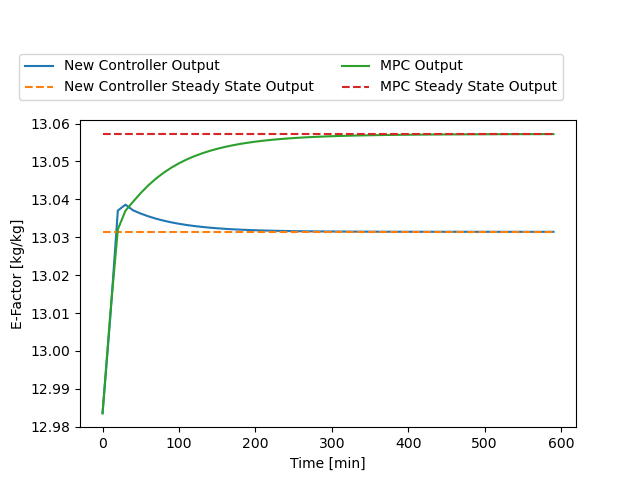 New Controller Output
MPC Output
New Controller Steady State Output
MPC Steady State Output
13.06
13.05
13.04
13.03
13.02
13.01
13.00
12.99
12.98
E-Factor [kg/kg]
0 100 200 300 400 500 600
Time [min]